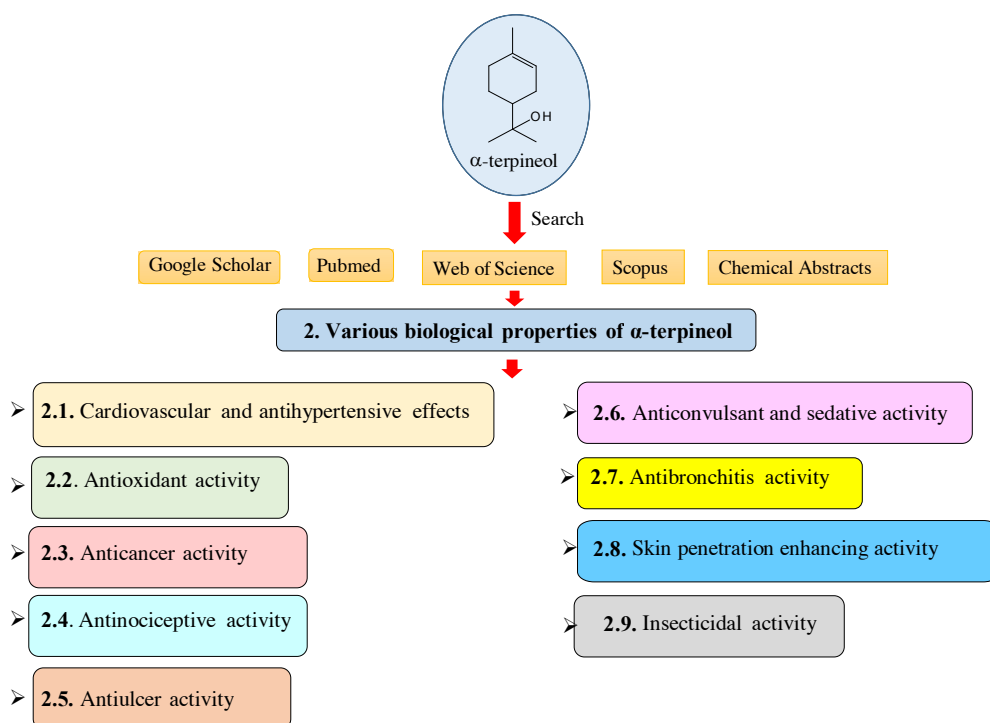 OH
α-terpineol
Search
Google Scholar
Pubmed
Web of Science
Scopus
Chemical Abstracts
2. Various biological properties of α-terpineol
2.1. Cardiovascular and antihypertensive effects
2.2. Antioxidant activity
2.3. Anticancer activity
2.4. Antinociceptive activity
2.5. Antiulcer activity
2.6. Anticonvulsant and sedative activity
2.7. Antibronchitis activity
2.8. Skin penetration enhancing activity
2.9. Insecticidal activity